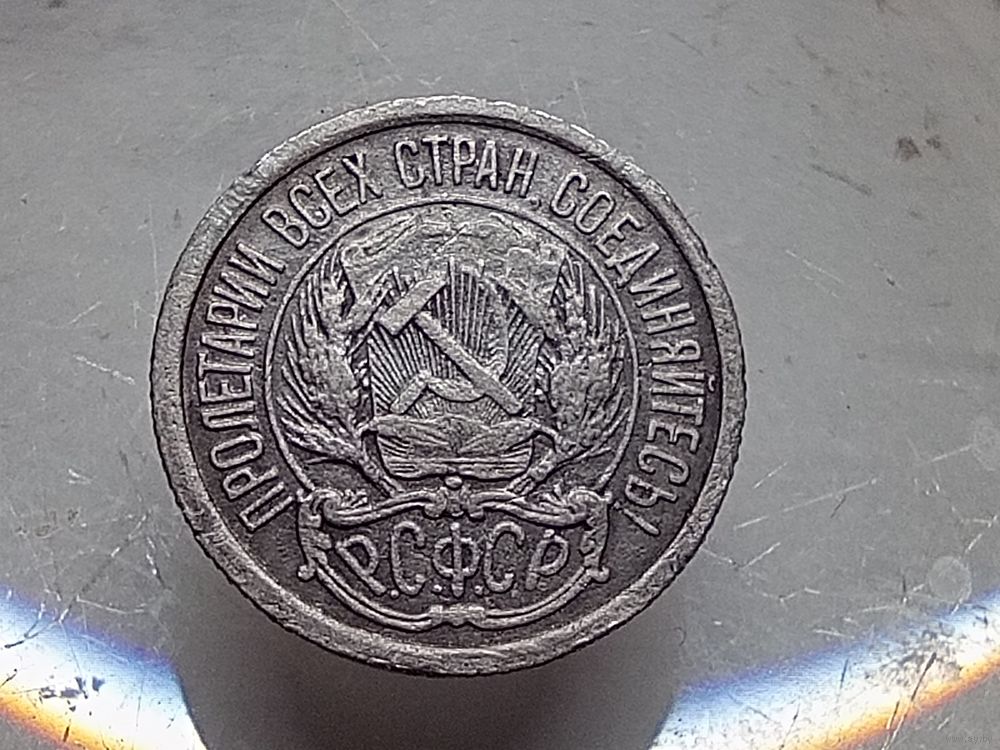 ПРОЛЕТАРИИ ВСЕХ СТРАН, СОЕДИНЯЙТЕСЬ!
Р.С.Ф.С.Р.